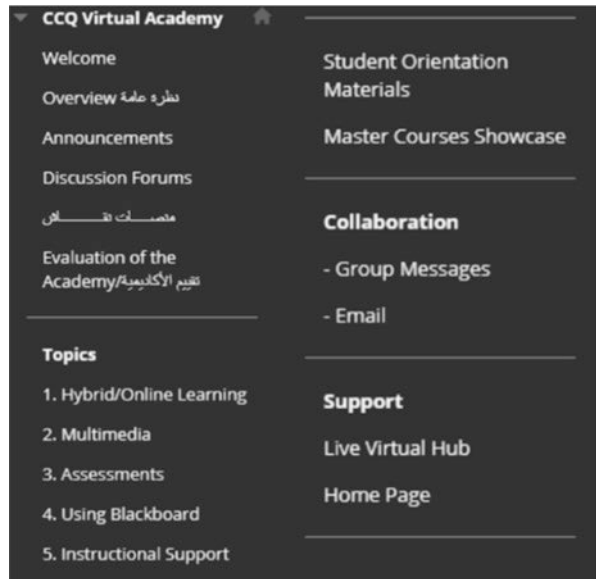 CCQ Virtual Academy
Welcome
Overview نظرة عامة
Announcements
Discussion Forums
منصـــات نقـــــاش
Evaluation of the
Academy/تقييم الأكاديمية
Topics
1. Hybrid/Online Learning
2. Multimedia
3. Assessments
4. Using Blackboard
5. Instructional Support
Student Orientation
Materials
Master Courses Showcase
Collaboration
- Group Messages
- Email
Support
Live Virtual Hub
Home Page